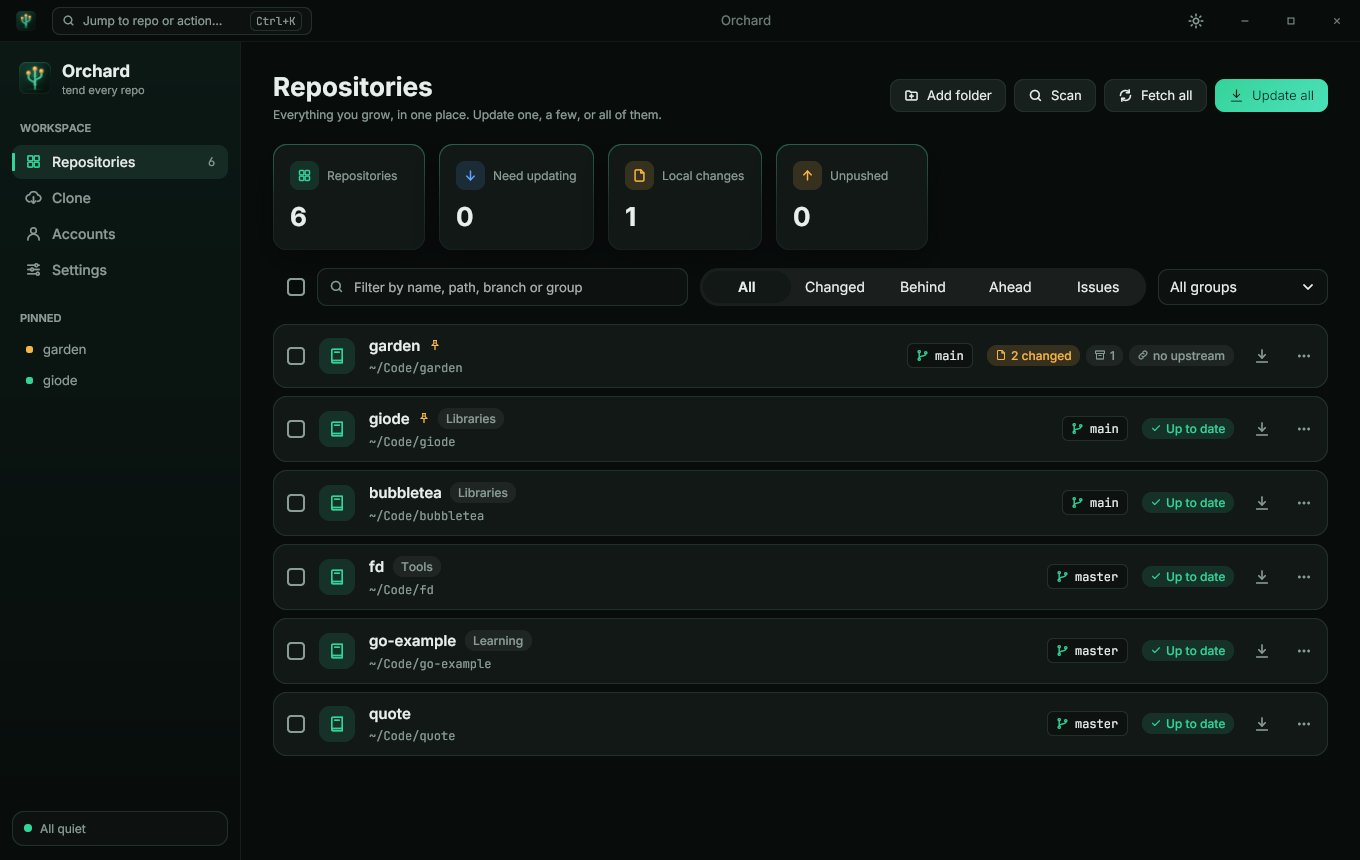 Jump to repo or action... Ctrl+K
Orchard
Orchard
tend every repo
WORKSPACE
Repositories 6
Clone
Accounts
Settings
PINNED
garden
giode
All quiet
Repositories
Everything you grow, in one place. Update one, a few, or all of them.
Add folder Scan Fetch all Update all
Repositories
6
Need updating
0
Local changes
1
Unpushed
0
Filter by name, path, branch or group
All Changed Behind Ahead Issues
All groups
garden
~/Code/garden
main 2 changed 1 no upstream
giode Libraries
~/Code/giode
main Up to date
bubbletea Libraries
~/Code/bubbletea
main Up to date
fd Tools
~/Code/fd
master Up to date
go-example Learning
~/Code/go-example
master Up to date
quote
~/Code/quote
master Up to date